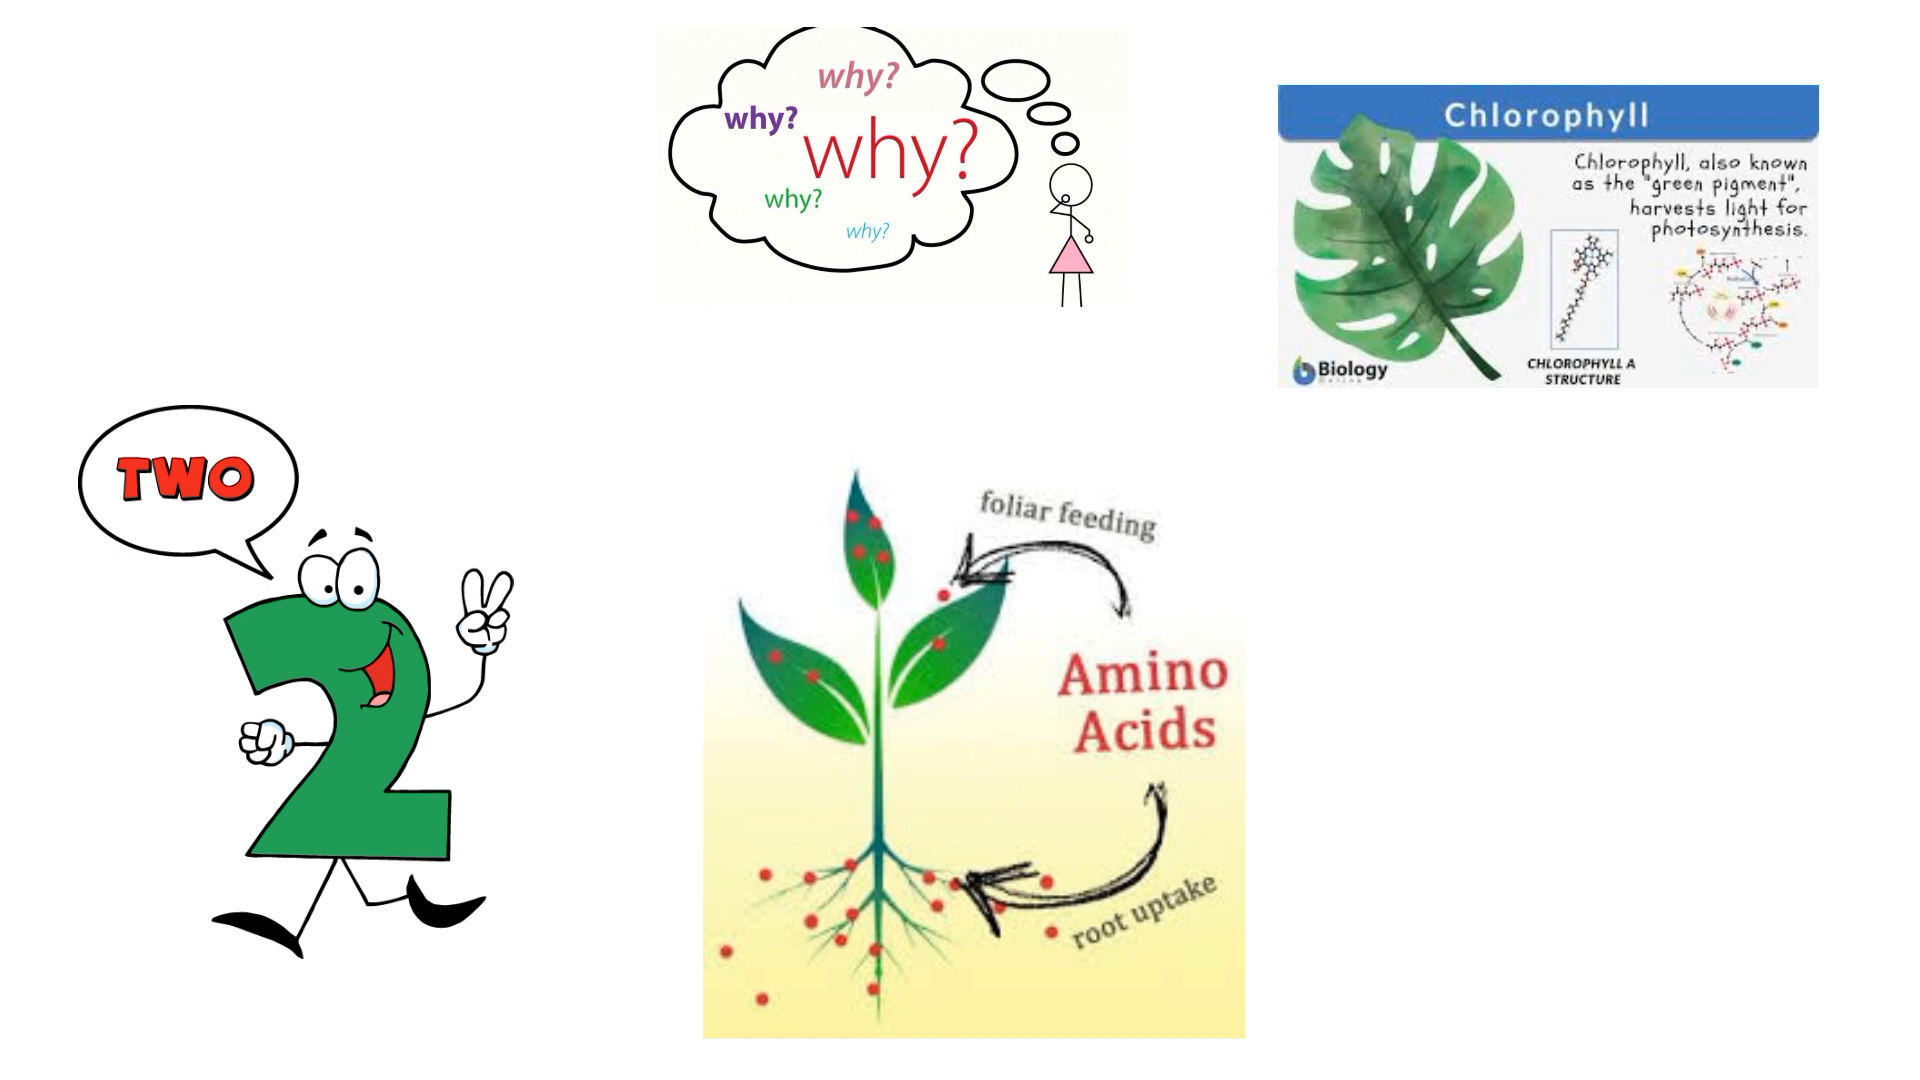 why?
why?
why?
why?
why?
Chlorophyll
Chlorophyll, also known
as the "green pigment",
harvests light for
photosynthesis.
CHLOROPHYLL A
STRUCTURE
Biology
Online
TWO
foliar feeding
Amino
Acids
root uptake